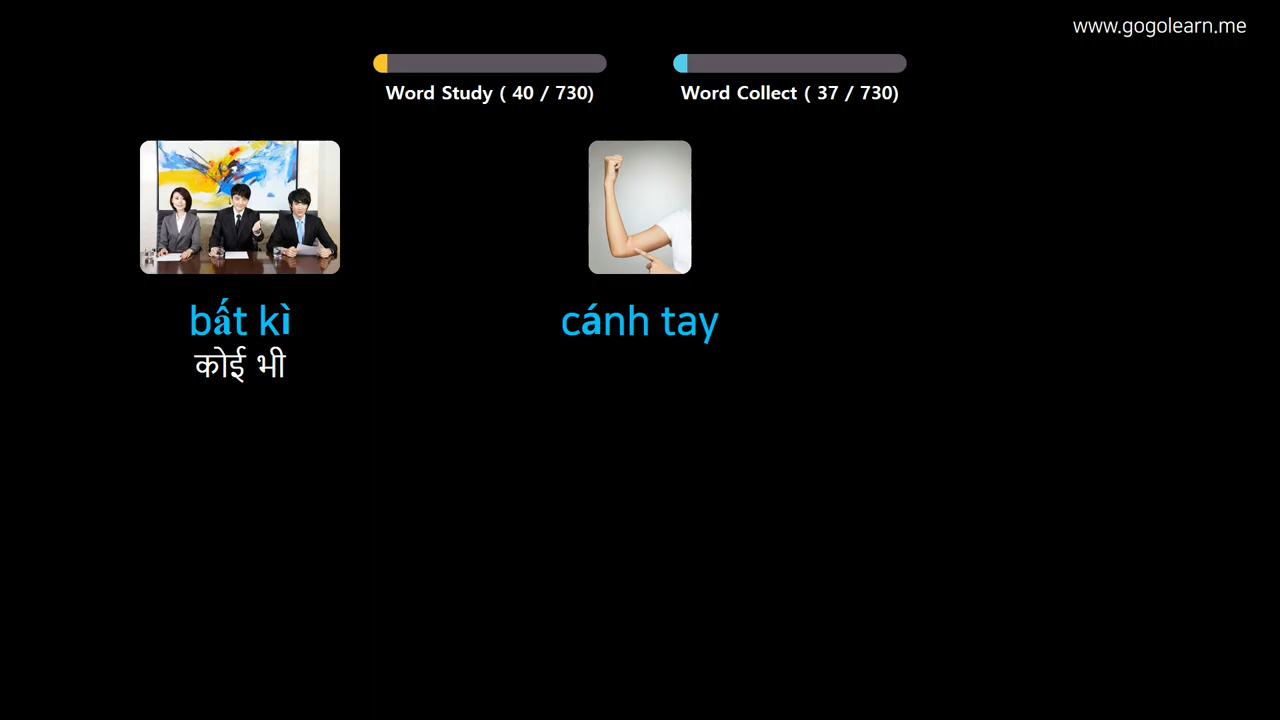 www.gogolearn.me
Word Study ( 40 / 730)
Word Collect ( 37 / 730)
bất kì
कोई भी
cánh tay